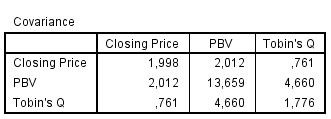 Covariance
Closing Price PBV Tobin's Q
Closing Price 1,998 2,012 ,761
PBV 2,012 13,659 4,660
Tobin's Q ,761 4,660 1,776